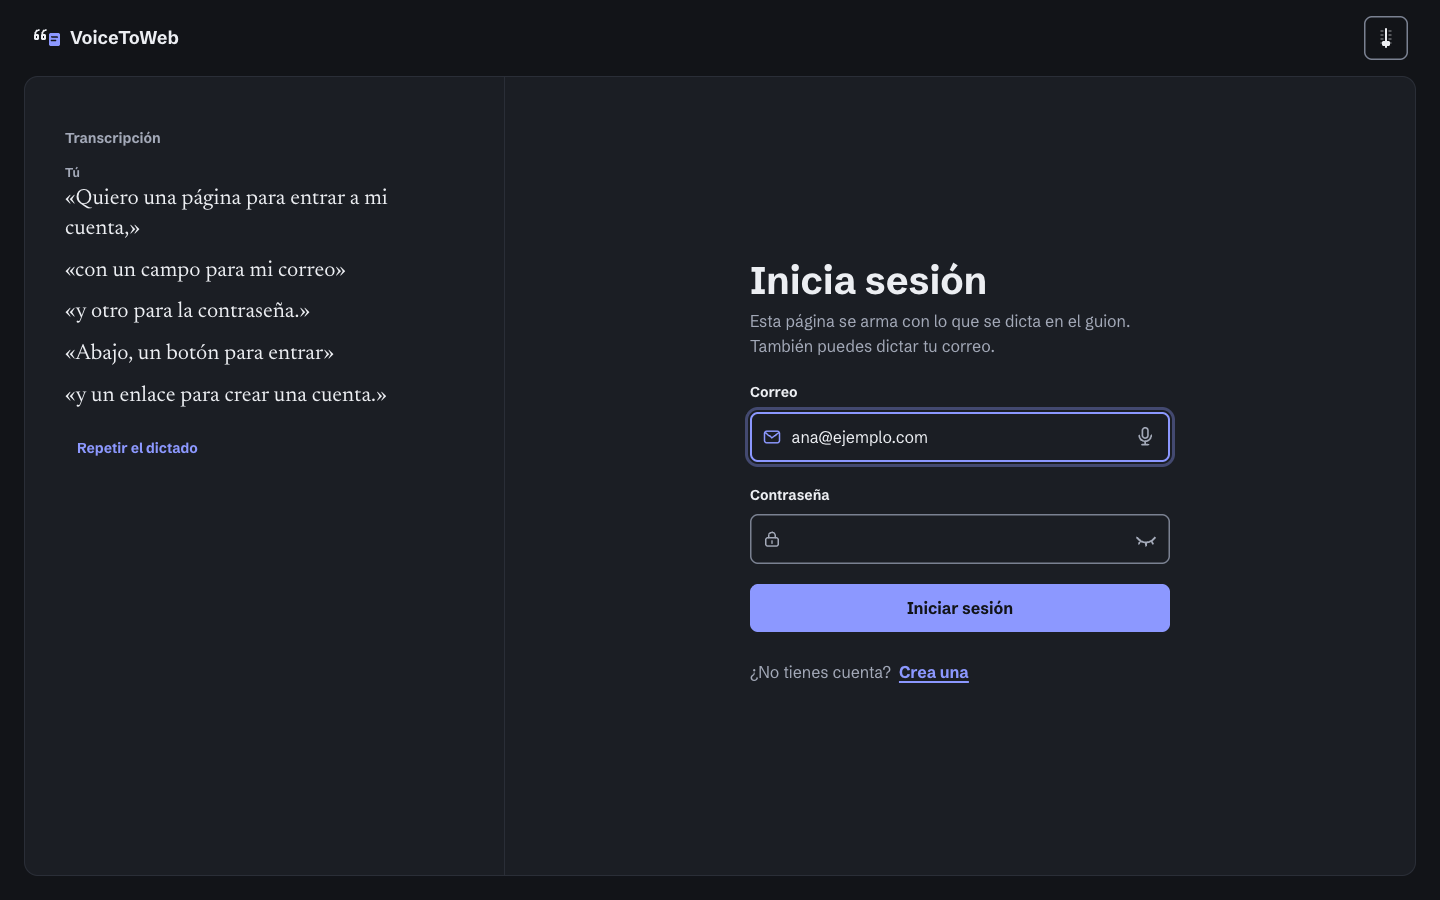 VoiceToWeb
Transcripción
Tú
«Quiero una página para entrar a mi
cuenta,»
«con un campo para mi correo»
«y otro para la contraseña.»
«Abajo, un botón para entrar»
«y un enlace para crear una cuenta.»
Repetir el dictado
Inicia sesión
Esta página se arma con lo que se dicta en el guion.
También puedes dictar tu correo.
Correo
ana@ejemplo.com
Contraseña
Iniciar sesión
¿No tienes cuenta? Crea una